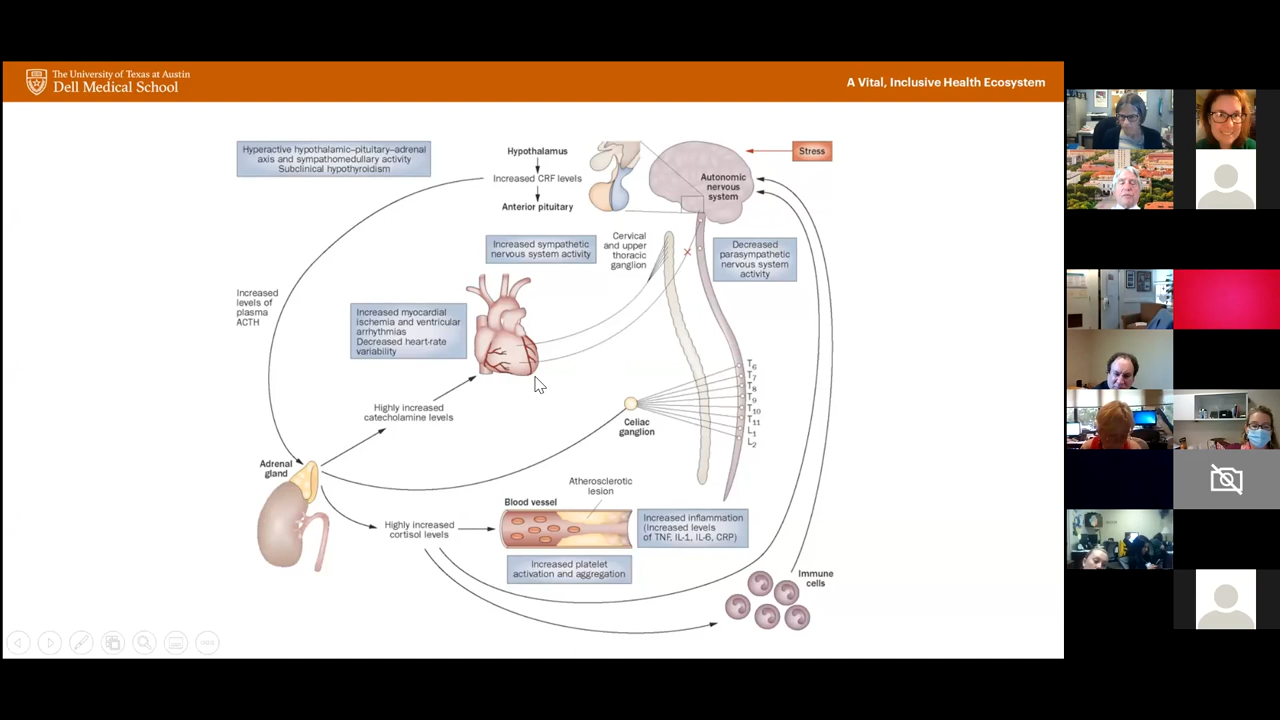 The University of Texas at Austin
Dell Medical School
A Vital, Inclusive Health Ecosystem
Hyperactive hypothalamic–pituitary–adrenal
axis and sympathomedullary activity
Subclinical hypothyroidism
Hypothalamus
Increased CRF levels
Anterior pituitary
Stress
Autonomic
nervous
system
Increased sympathetic
nervous system activity
Cervical
and upper
thoracic
ganglion
Decreased
parasympathetic
nervous system
activity
Increased
levels of
plasma
ACTH
Increased myocardial
ischemia and ventricular
arrhythmias
Decreased heart-rate
variability
T6
T7
T8
T9
T10
T11
L1
L2
Highly increased
catecholamine levels
Celiac
ganglion
Adrenal
gland
Atherosclerotic
lesion
Blood vessel
Highly increased
cortisol levels
Increased inflammation
(Increased levels
of TNF, IL-1, IL-6, CRP)
Increased platelet
activation and aggregation
Immune
cells